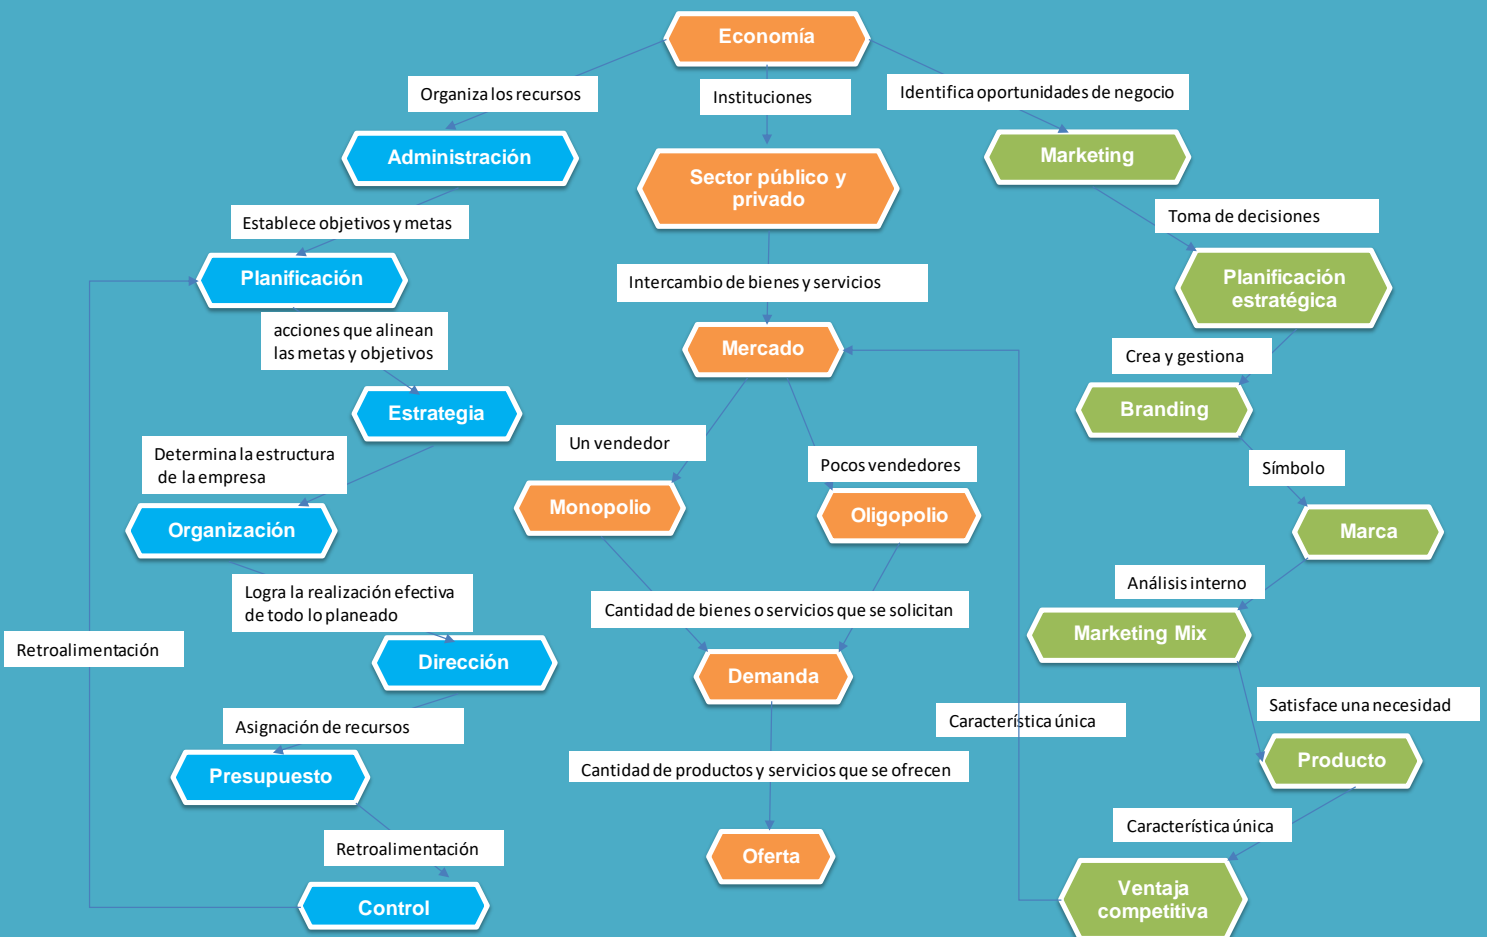 Economía
Organiza los recursos
Instituciones
Identifica oportunidades de negocio
Administración
Sector público y
privado
Marketing
Establece objetivos y metas
Toma de decisiones
Planificación
Intercambio de bienes y servicios
Planificación
estratégica
acciones que alinean
las metas y objetivos
Mercado
Crea y gestiona
Estrategia
Branding
Determina la estructura
de la empresa
Un vendedor
Pocos vendedores
Símbolo
Organización
Monopolio
Oligopolio
Marca
Logra la realización efectiva
de todo lo planeado
Cantidad de bienes o servicios que se solicitan
Análisis interno
Retroalimentación
Dirección
Demanda
Marketing Mix
Asignación de recursos
Característica única
Satisface una necesidad
Presupuesto
Cantidad de productos y servicios que se ofrecen
Producto
Retroalimentación
Característica única
Oferta
Control
Ventaja
competitiva